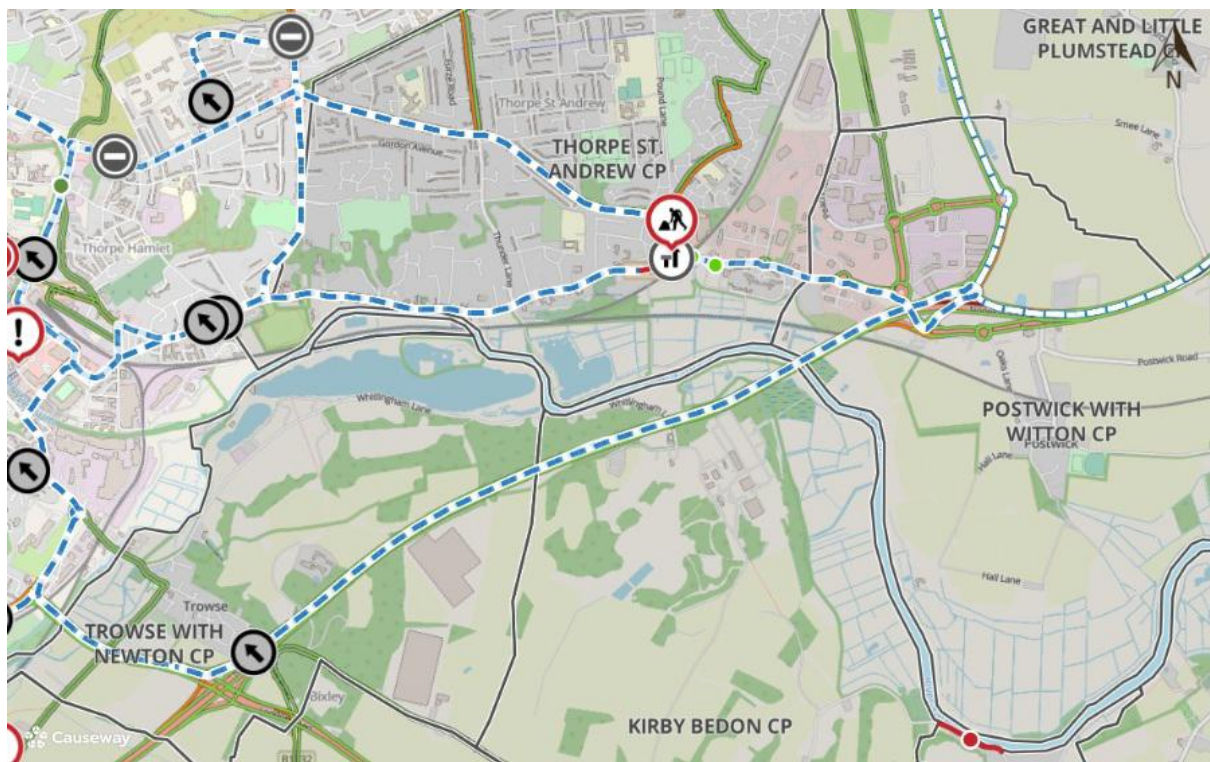 GREAT AND LITTLE
PLUMSTEAD C
N
Smee Lane
Pound Lane
Thorpe St Andrew
THORPE ST.
ANDREW CP
Gordon Avenue
Thorpe Hamlet
Thunder Lane
!
Postwick Road
Oaks Lane
Whitlingham Lane
Whitlingham L
POSTWICK WITH
WITTON CP
POSTWICK
Hall Lane
Hall Lane
Trowse
TROWSE WITH
NEWTON CP
Bixley
KIRBY BEDON CP
Causeway